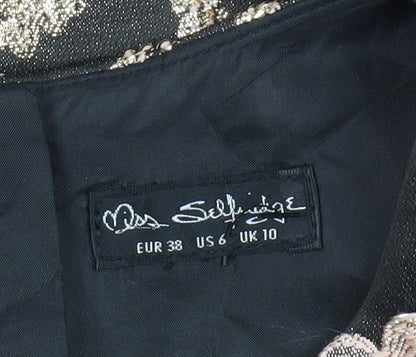 Miss Selfridge
EUR 38 US 6 UK 10